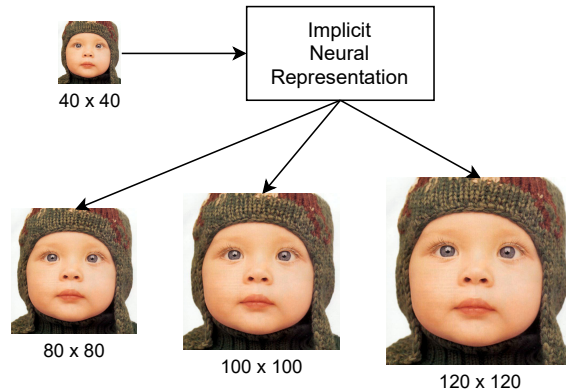 Implicit
Neural
Representation
40 x 40
80 x 80
100 x 100
120 x 120